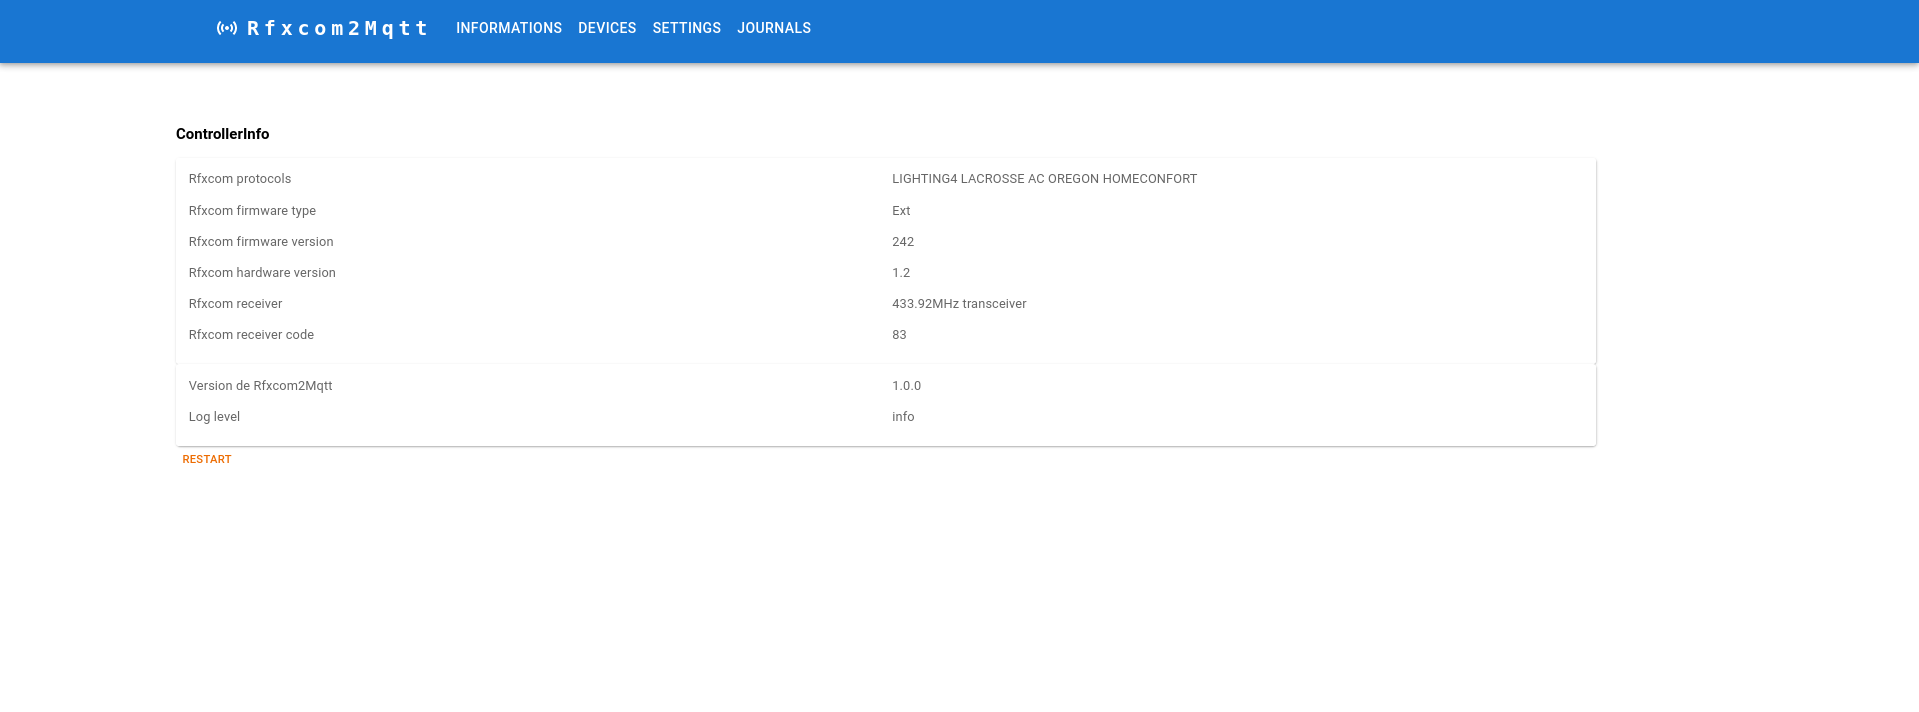 Rfxcom2Mqtt INFORMATIONS DEVICES SETTINGS JOURNALS
ControllerInfo
Rfxcom protocols LIGHTING4 LACROSSE AC OREGON HOMECONFORT
Rfxcom firmware type Ext
Rfxcom firmware version 242
Rfxcom hardware version 1.2
Rfxcom receiver 433.92MHz transceiver
Rfxcom receiver code 83
Version de Rfxcom2Mqtt 1.0.0
Log level info
RESTART